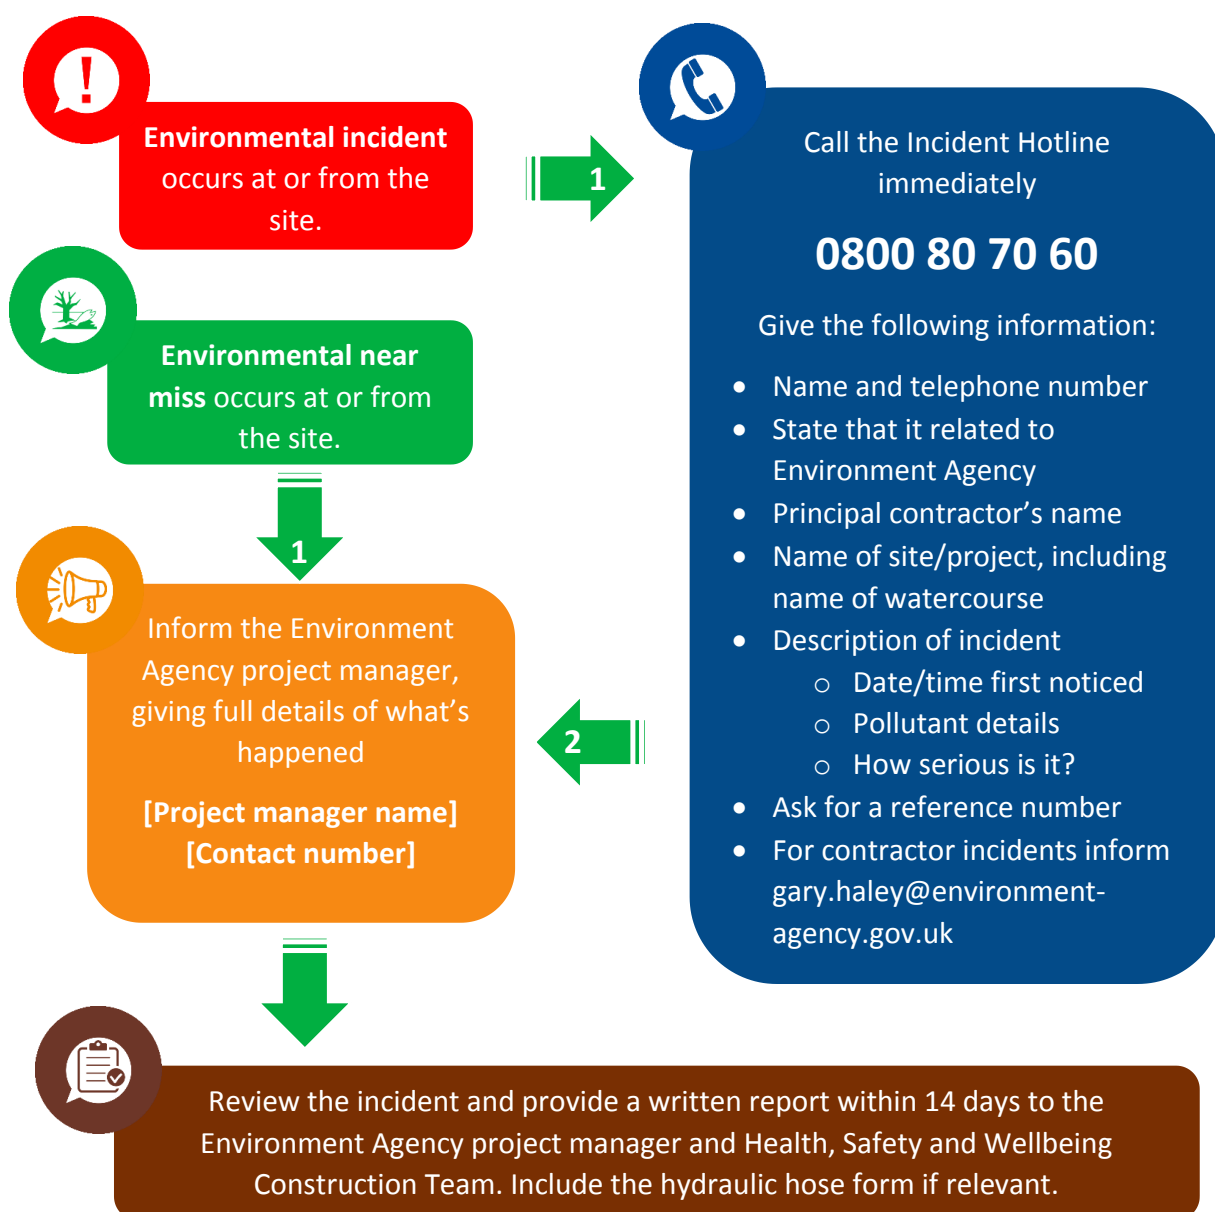 !
Environmental incident
occurs at or from the
site.
1
Call the Incident Hotline
immediately
0800 80 70 60
Give the following information:
• Name and telephone number
• State that it related to
Environment Agency
• Principal contractor’s name
• Name of site/project, including
name of watercourse
• Description of incident
o Date/time first noticed
o Pollutant details
o How serious is it?
• Ask for a reference number
• For contractor incidents inform
gary.haley@environment-
agency.gov.uk
Environmental near
miss occurs at or from
the site.
1
Inform the Environment
Agency project manager,
giving full details of what’s
happened
[Project manager name]
[Contact number]
2
Review the incident and provide a written report within 14 days to the
Environment Agency project manager and Health, Safety and Wellbeing
Construction Team. Include the hydraulic hose form if relevant.